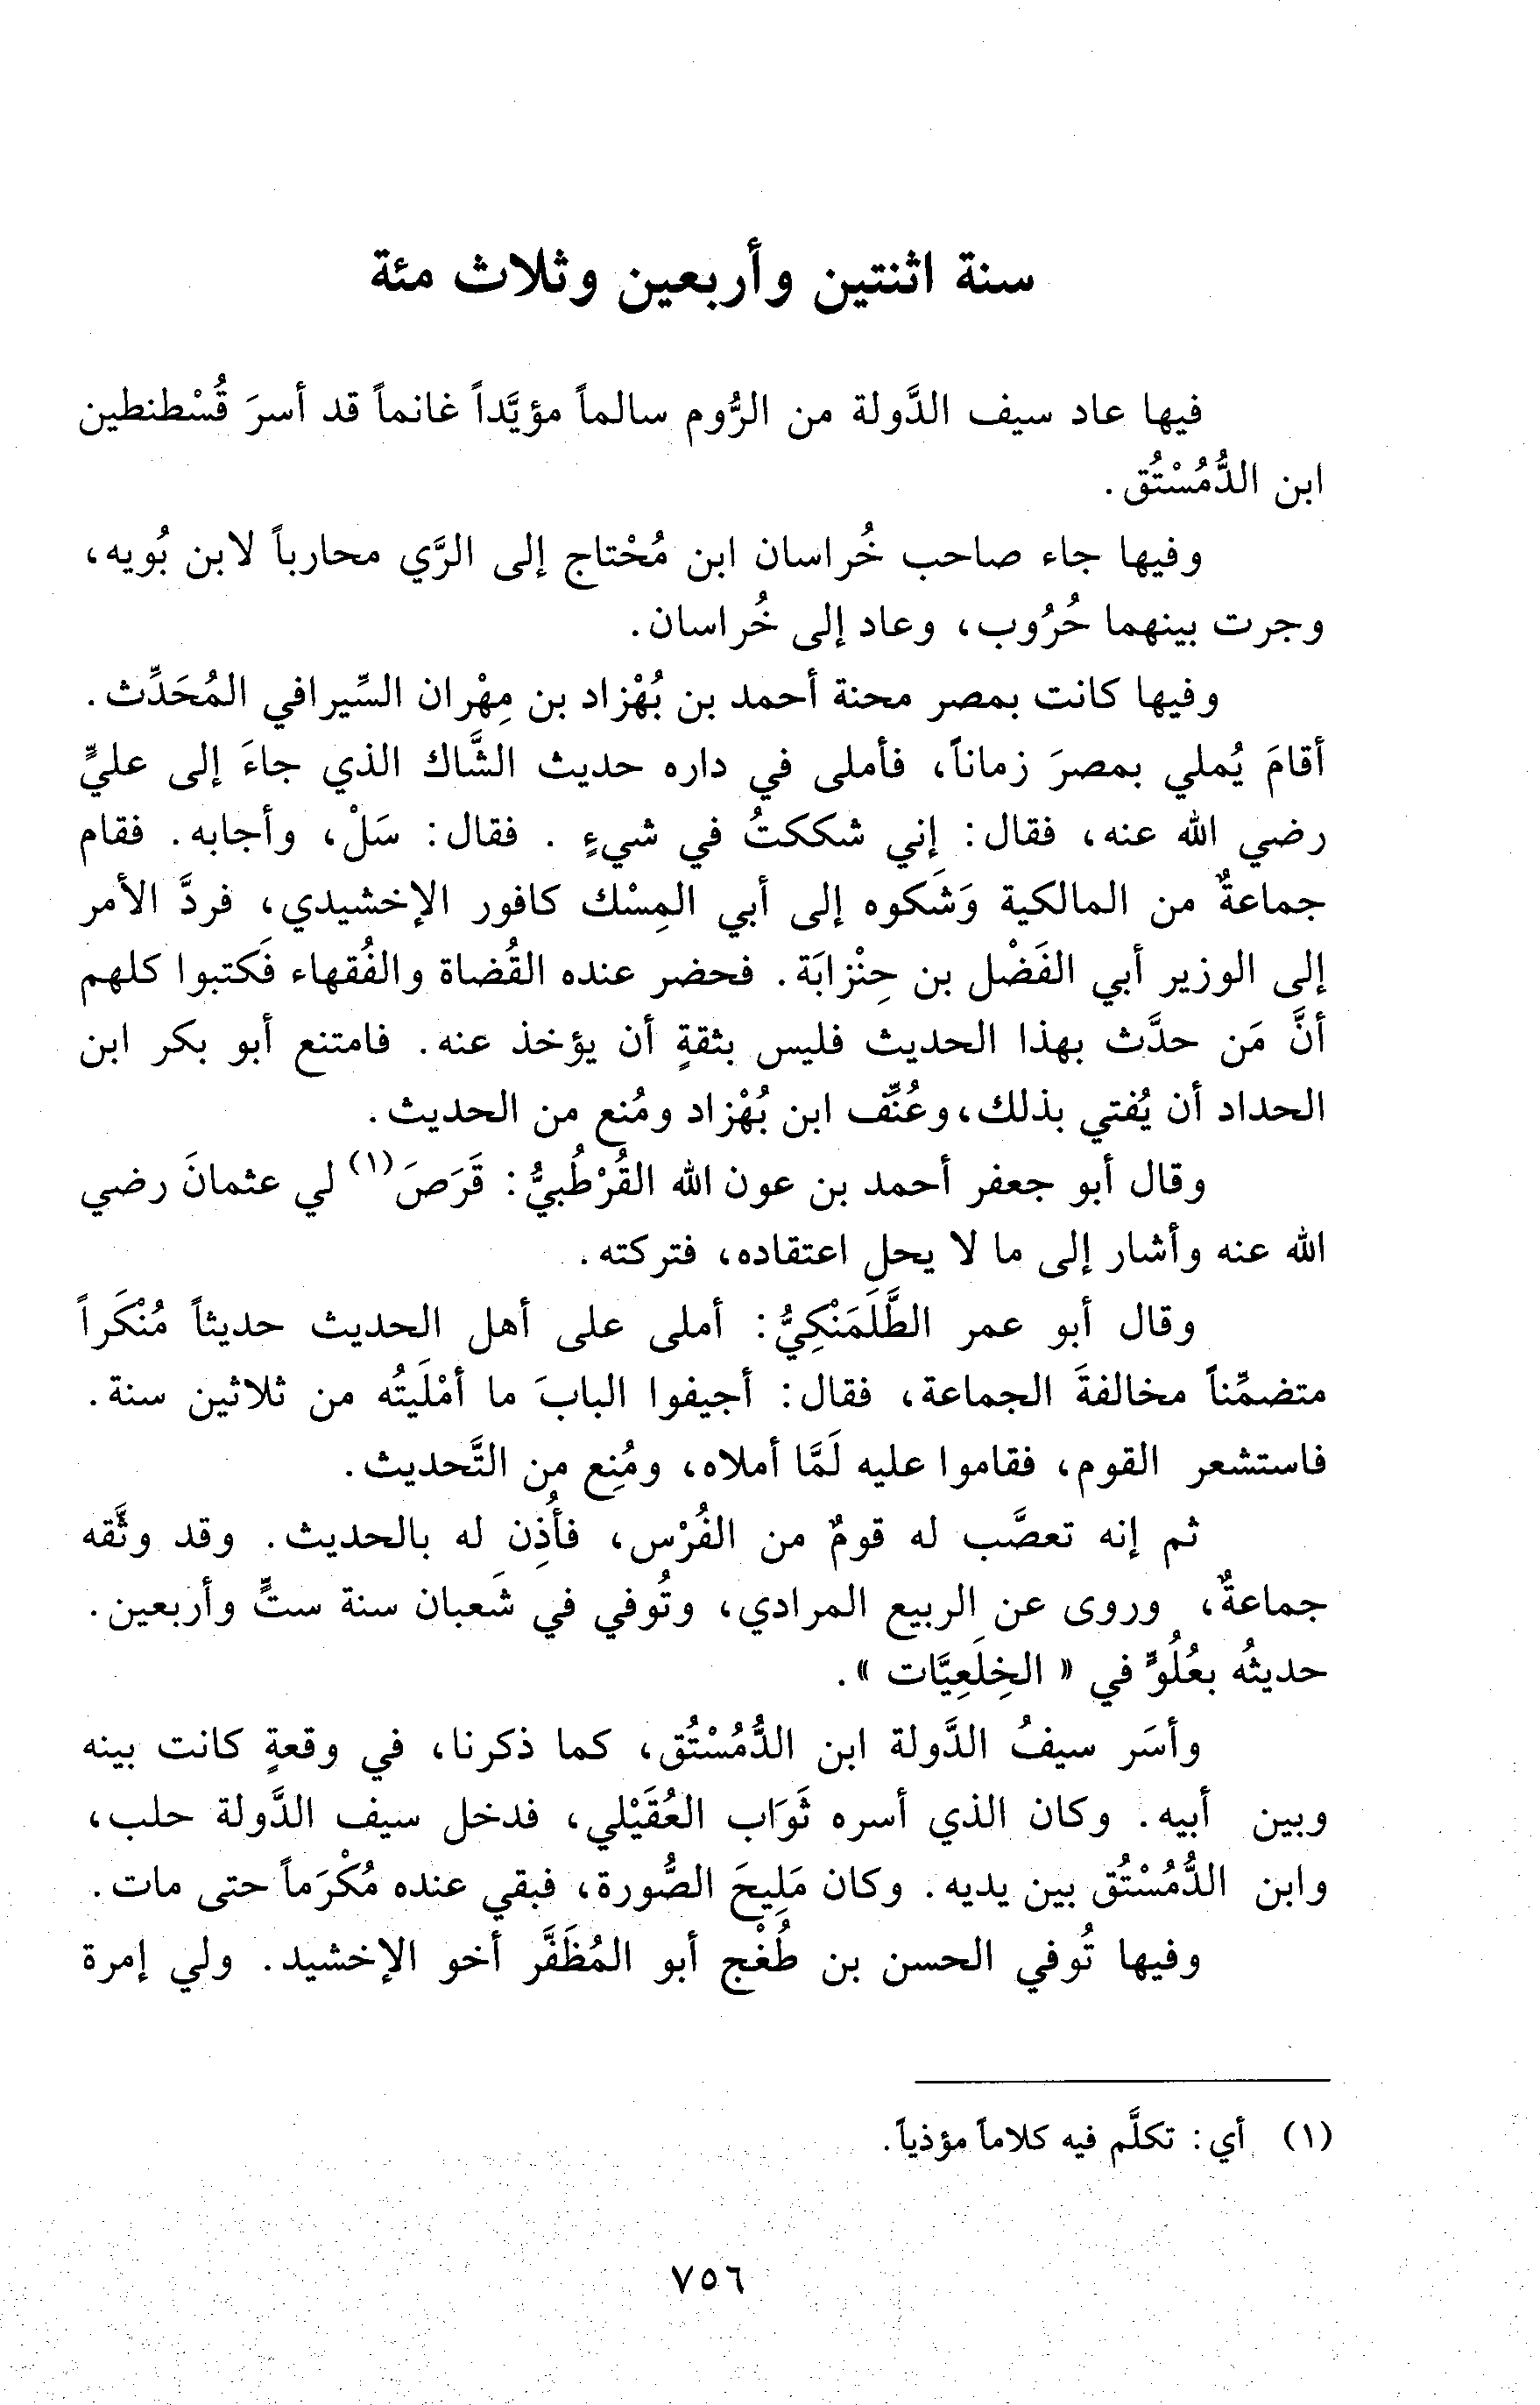 سنة اثنتين وأربعين وثلاث مئة
فيها عاد سيف الدَّولة من الرُّوم سالماً مؤيَّداً غانماً قد أسرَ قُسْطنطين
ابن الدُّمُسْتُق.
وفيها جاء صاحب خُراسان ابن مُحْتاج إلى الرَّي محارباً لابن بُويه،
وجرت بينهما حُرُوب، وعاد إلى خُراسان.
وفيها كانت بمصر محنة أحمد بن بُهْزاد بن مِهْران السِّيرافي المُحَدِّث.
أقامَ يُملي بمصرَ زماناً، فأملى في داره حديث الشَّاك الذي جاءَ إلى عليٍّ
رضي الله عنه، فقال: إني شككتُ في شيءٍ . فقال: سَلْ، وأجابه. فقام
جماعةٌ من المالكية وَشَكوه إلى أبي المِسْك كافور الإخشيدي، فردَّ الأمر
إلى الوزير أبي الفَضْل بن حِنْزابَة. فحضر عنده القُضاة والفُقهاء فَكتبوا كلهم
أنَّ مَن حدَّث بهذا الحديث فليس بثقةٍ أن يؤخذ عنه. فامتنع أبو بكر ابن
الحداد أن يُفتي بذلك، وعُنِّف ابن بُهْزاد ومُنع من الحديث.
وقال أبو جعفر أحمد بن عون الله القُرْطُبيُّ: قَرَصَ(١) لي عثمانَ رضي
الله عنه وأشار إلى ما لا يحل اعتقاده، فتركته.
وقال أبو عمر الطَّلَمَنْكِيُّ: أملى على أهل الحديث حديثاً مُنْكَراً
متضمِّناً مخالفةَ الجماعة، فقال: أجيفوا البابَ ما أمْلَيتُه من ثلاثين سنة.
فاستشعر القوم، فقاموا عليه لَمَّا أملاه، ومُنِع من التَّحديث.
ثم إنه تعصَّب له قومٌ من الفُرْس، فأُذِن له بالحديث. وقد وثَّقه
جماعةٌ، وروى عن الربيع المرادي، وتُوفي في شَعبان سنة ستٍّ وأربعين.
حديثُه بعُلُوٍّ في « الخِلَعِيَّات ».
وأسَر سيفُ الدَّولة ابن الدُّمُسْتُق، كما ذكرنا، في وقعةٍ كانت بينه
وبين أبيه. وكان الذي أسره ثَوَاب العُقَيْلي، فدخل سيف الدَّولة حلب،
وابن الدُّمُسْتُق بين يديه. وكان مَلِيحَ الصُّورة، فبقي عنده مُكْرَماً حتى مات.
وفيها تُوفي الحسن بن طُغْج أبو المُظَفَّر أخو الإخشيد. ولي إمرة
(١) أي: تكلَّم فيه كلاماً مؤذياً.
٧٥٦